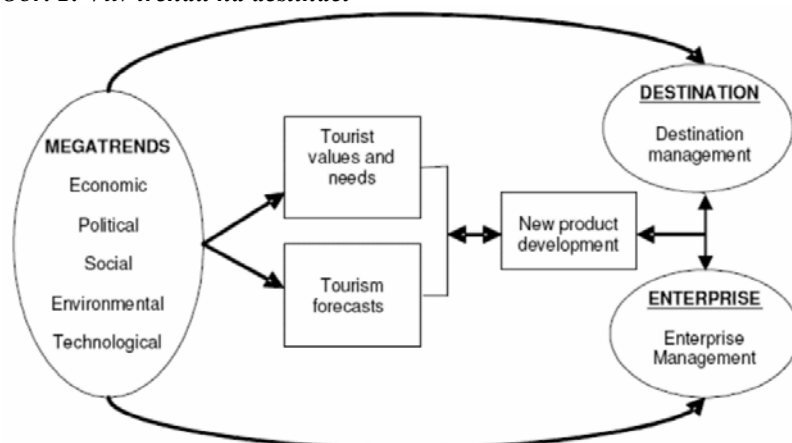 MEGATRENDS
Economic
Political
Social
Environmental
Technological
Tourist
values and
needs
Tourism
forecasts
New product
development
DESTINATION
Destination
management
ENTERPRISE
Enterprise
Management